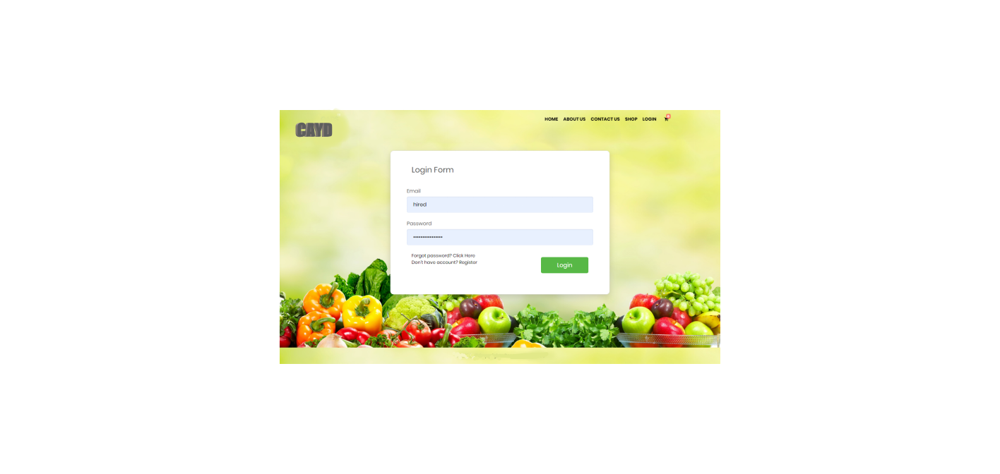 CAYD
HOME ABOUT US CONTACT US SHOP LOGIN 0
Login Form
Email
hired
Password
••••••••••••••••
Forgot password? Click Here
Don't have account? Register
Login